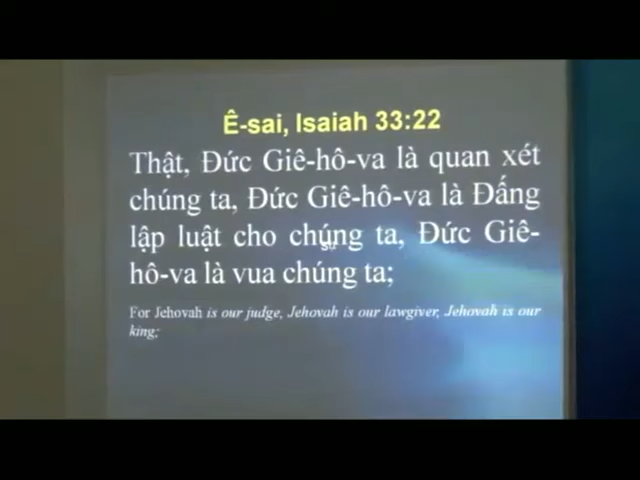 Ê-sai, Isaiah 33:22
Thật, Đức Giê-hô-va là quan xét
chúng ta, Đức Giê-hô-va là Đấng
lập luật cho chúng ta, Đức Giê-
hô-va là vua chúng ta;
For Jehovah is our judge, Jehovah is our lawgiver, Jehovah is our
king;